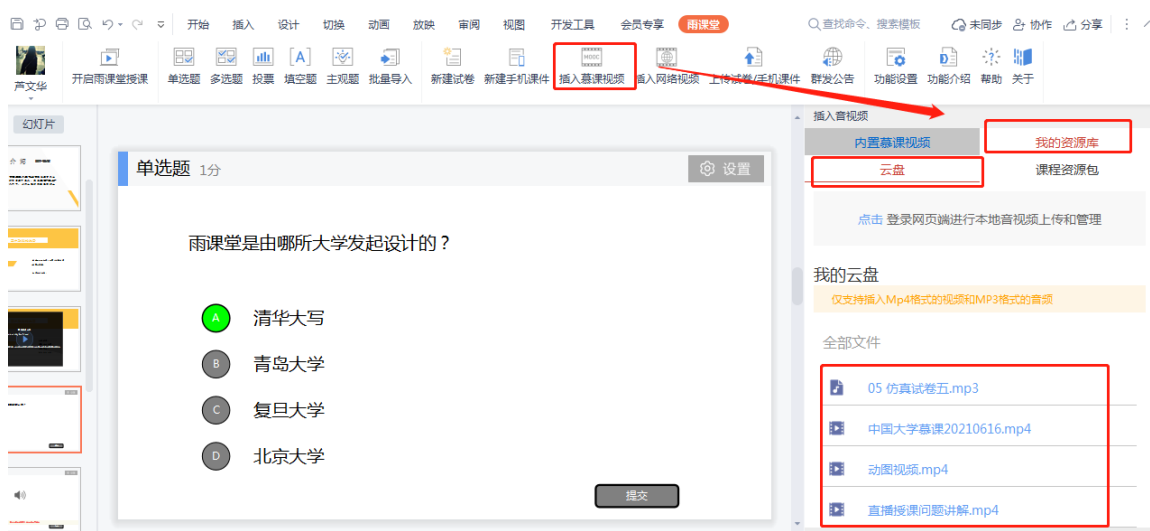 开始 插入 设计 切换 动画 放映 审阅 视图 开发工具 会员专享 雨课堂 查找命令、搜索模板 未同步 协作 分享
MOOC
芦文华 开启雨课堂授课 单选题 多选题 投票 填空题 主观题 批量导入 新建试卷 新建手机课件 插入慕课视频 插入网络视频 上传试卷/手机课件 群发公告 功能设置 功能介绍 帮助 关于
幻灯片
插入音视频
内置慕课视频 我的资源库
云盘 课程资源包
点击 登录网页端进行本地音视频上传和管理
我的云盘
仅支持插入Mp4格式的视频和MP3格式的音频
全部文件
05 仿真试卷五.mp3
中国大学慕课20210616.mp4
动图视频.mp4
直播授课问题讲解.mp4
单选题 1分 设置
雨课堂是由哪所大学发起设计的？
A 清华大写
B 青岛大学
C 复旦大学
D 北京大学
提交